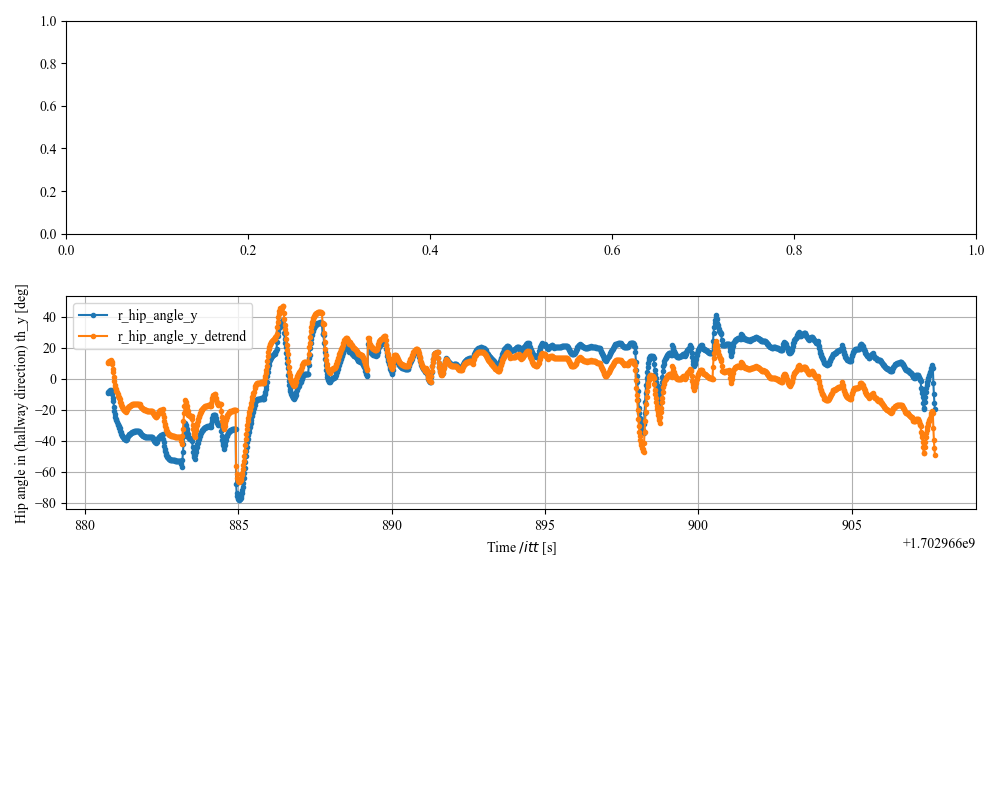 1.0
0.8
0.6
0.4
0.2
0.0
0.0 0.2 0.4 0.6 0.8 1.0
Hip angle in (hallway direction) th_y [deg]
40
20
0
−20
−40
−60
−80
r_hip_angle_y
r_hip_angle_y_detrend
880 885 890 895 900 905
+1.702966e9
Time /itt [s]